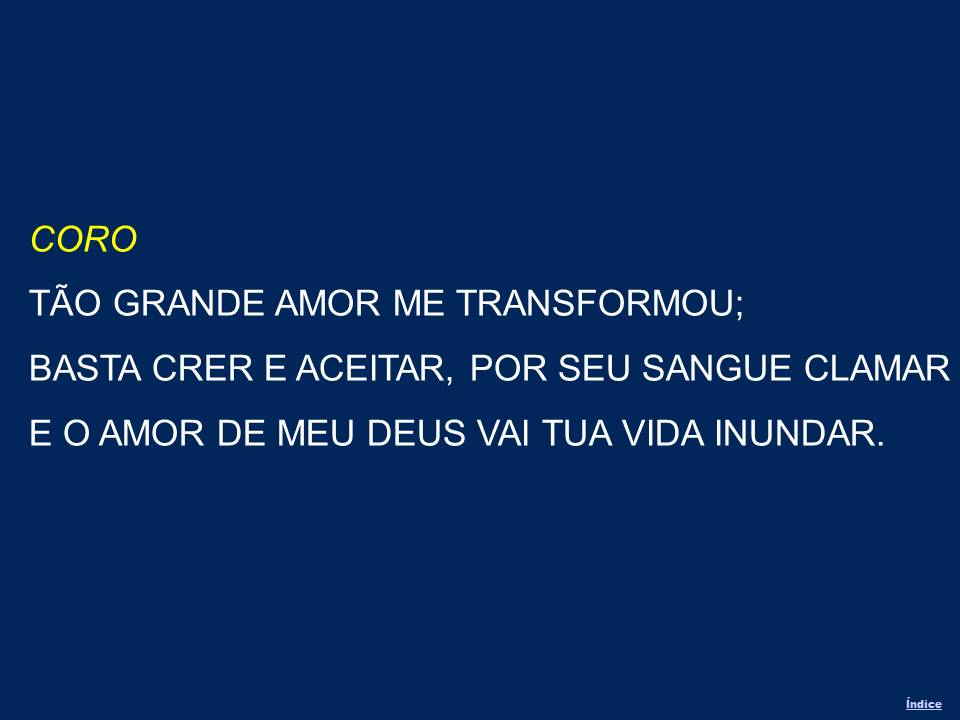 CORO
TÃO GRANDE AMOR ME TRANSFORMOU;
BASTA CRER E ACEITAR, POR SEU SANGUE CLAMAR
E O AMOR DE MEU DEUS VAI TUA VIDA INUNDAR.
Índice